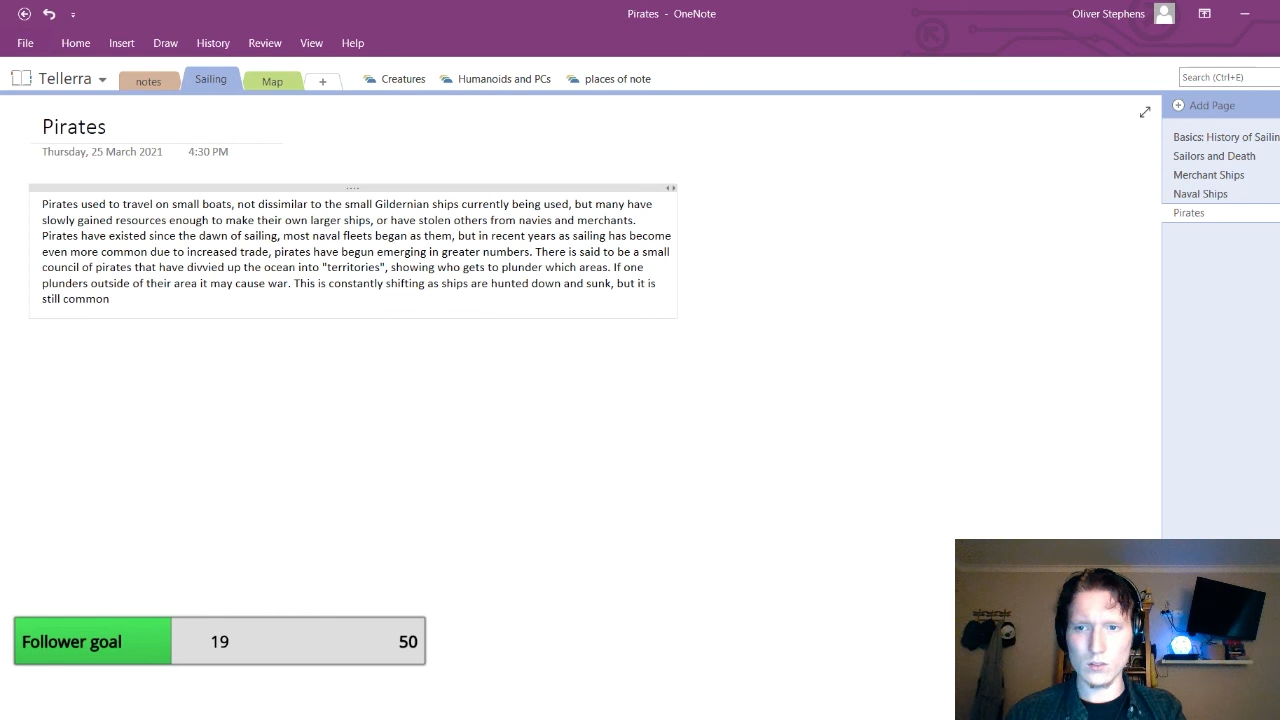 Pirates - OneNote
Oliver Stephens
File Home Insert Draw History Review View Help
Tellerra notes Sailing Map + Creatures Humanoids and PCs places of note
Search (Ctrl+E)
Add Page
Pirates
Thursday, 25 March 2021 4:30 PM
Pirates used to travel on small boats, not dissimilar to the small Gildernian ships currently being used, but many have
slowly gained resources enough to make their own larger ships, or have stolen others from navies and merchants.
Pirates have existed since the dawn of sailing, most naval fleets began as them, but in recent years as sailing has become
even more common due to increased trade, pirates have begun emerging in greater numbers. There is said to be a small
council of pirates that have divvied up the ocean into "territories", showing who gets to plunder which areas. If one
plunders outside of their area it may cause war. This is constantly shifting as ships are hunted down and sunk, but it is
still common
Basics: History of Sailin
Sailors and Death
Merchant Ships
Naval Ships
Pirates
Follower goal 19 50